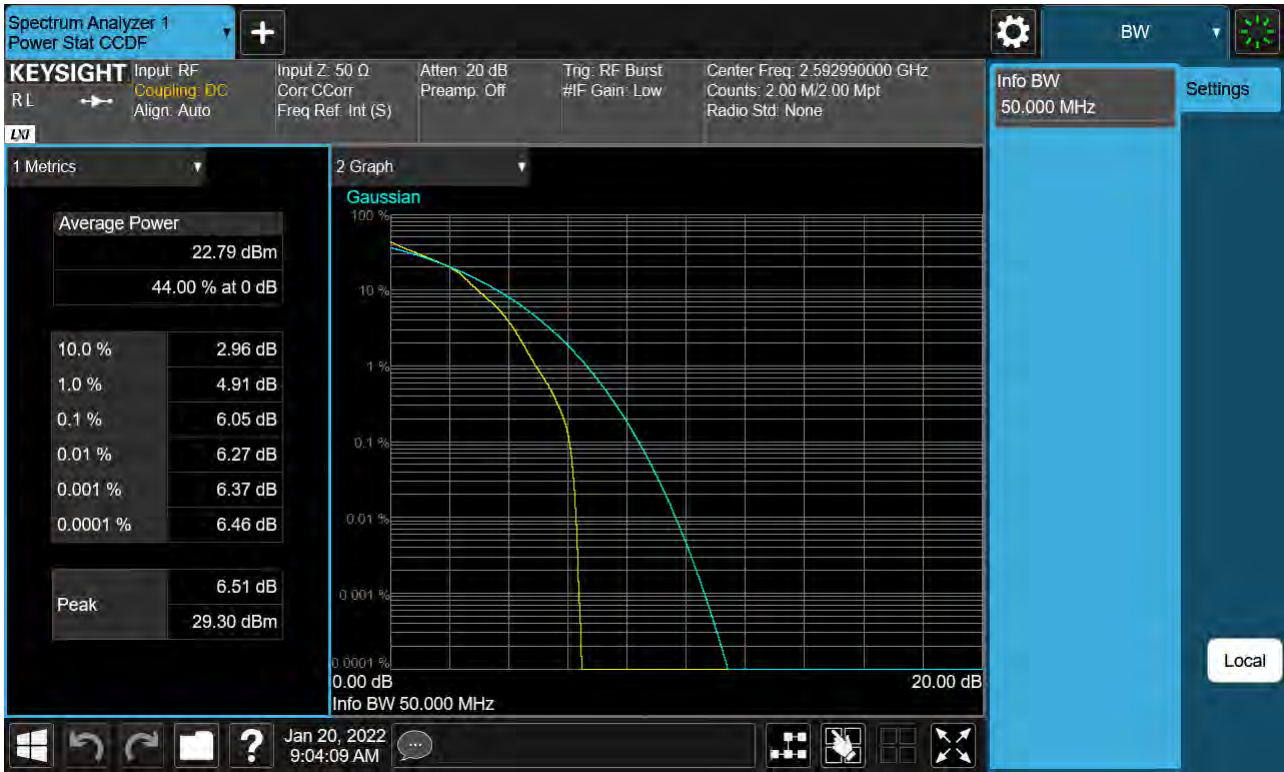 Spectrum Analyzer 1
Power Stat CCDF
+
BW
KEYSIGHT
RL
LXI
Input: RF
Coupling: DC
Align: Auto
Input Z: 50 Ω
Corr CCorr
Freq Ref: Int (S)
Atten: 20 dB
Preamp: Off
Trig: RF Burst
#IF Gain: Low
Center Freq: 2.592990000 GHz
Counts: 2.00 M/2.00 Mpt
Radio Std: None
Info BW
50.000 MHz
Settings
1 Metrics
Average Power
22.79 dBm
44.00 % at 0 dB
10.0 % 2.96 dB
1.0 % 4.91 dB
0.1 % 6.05 dB
0.01 % 6.27 dB
0.001 % 6.37 dB
0.0001 % 6.46 dB
Peak
6.51 dB
29.30 dBm
2 Graph
Gaussian
100 %
10 %
1 %
0.1 %
0.01 %
0.001 %
0.0001 %
0.00 dB 20.00 dB
Info BW 50.000 MHz
Local
?
Jan 20, 2022
9:04:09 AM